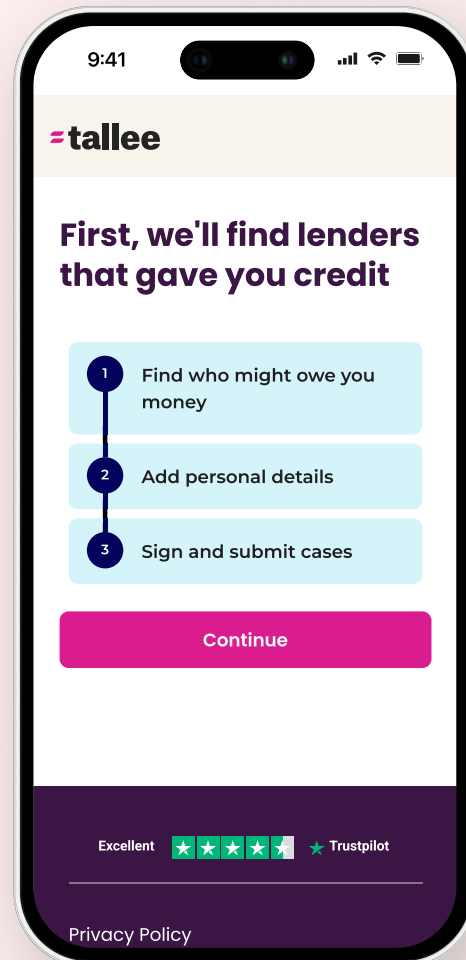 9:41
tallee
First, we'll find lenders
that gave you credit
1
Find who might owe you
money
2
Add personal details
3
Sign and submit cases
Continue
Excellent
Trustpilot
Privacy Policy